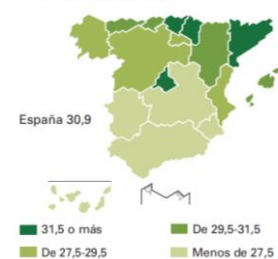 España 30,9
31,5 o más
De 29,5-31,5
De 27,5-29,5
Menos de 27,5